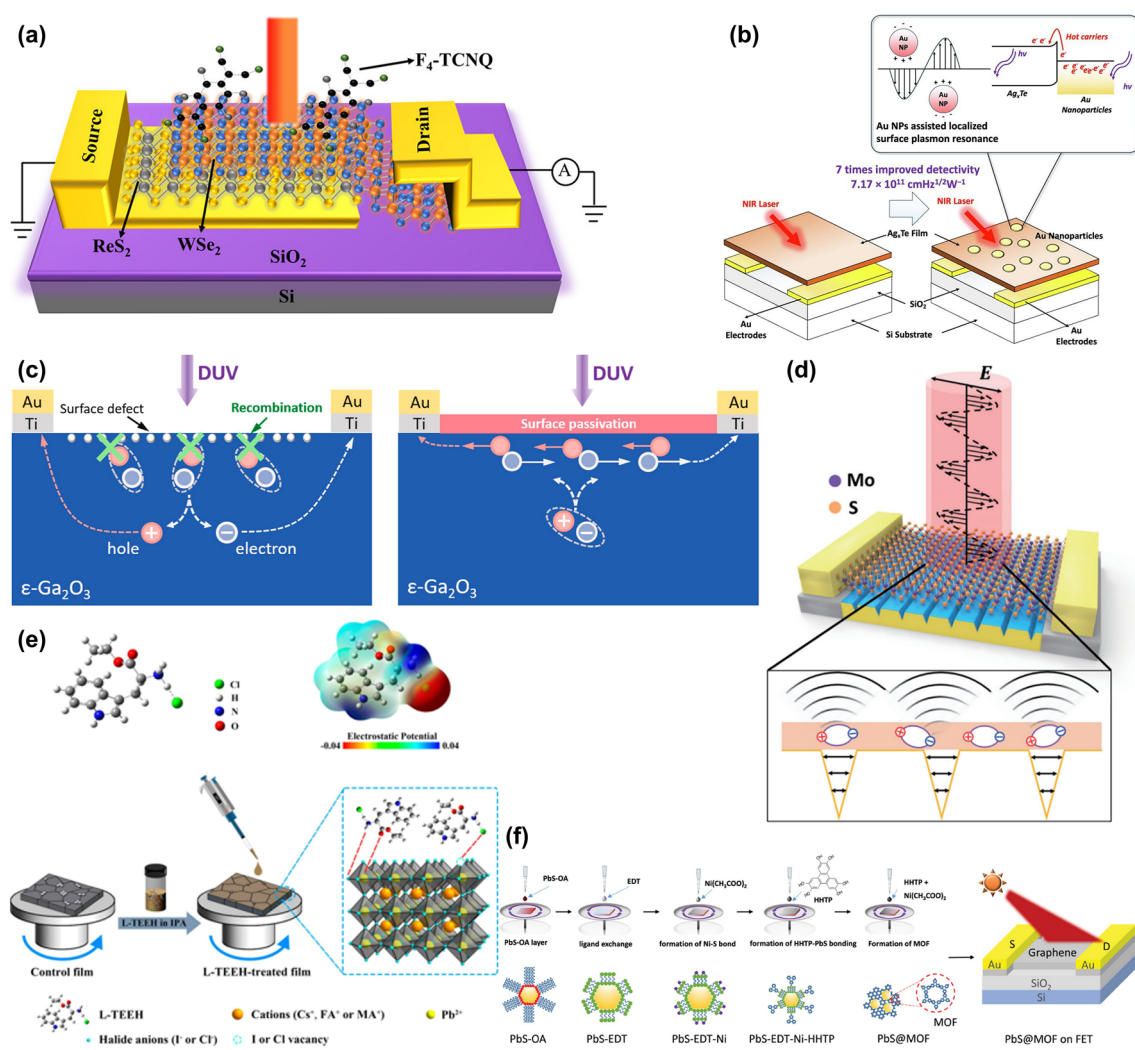 (a)
F₄-TCNQ
Source
Drain
A
ReS₂
WSe₂
SiO₂
Si
(b)
Au
NP
Au
NP
e⁻ e⁻
Hot carriers
e⁻
hν
AgₓTe
hν
Au
Nanoparticles
Au NPs assisted localized
surface plasmon resonance
7 times improved detectivity
7.17 × 10¹¹ cmHz¹/²W⁻¹
NIR Laser
NIR Laser
AgₓTe Film
Au Nanoparticles
SiO₂
Au
Electrodes
Si Substrate
Au
Electrodes
(c)
DUV
Au
Ti
Surface defect
Recombination
Au
Ti
hole
electron
ε-Ga₂O₃
DUV
Au
Ti
Surface passivation
Au
Ti
ε-Ga₂O₃
(d)
E
Mo
S
(e)
Cl
H
N
O
Electrostatic Potential
-0.04
0.04
L-TEEH in IPA
Control film
L-TEEH-treated film
L-TEEH
Cations (Cs⁺, FA⁺ or MA⁺)
Pb²⁺
Halide anions (I⁻ or Cl⁻)
I or Cl vacancy
(f)
PbS-OA
EDT
Ni(CH₃COO)₂
HHTP
HHTP +
Ni(CH₃COO)₂
PbS-OA layer
ligand exchange
formation of Ni-S bond
formation of HHTP-PbS bonding
Formation of MOF
PbS-OA
PbS-EDT
PbS-EDT-Ni
PbS-EDT-Ni-HHTP
PbS@MOF
MOF
S
D
Graphene
Au
Au
SiO₂
Si
PbS@MOF on FET